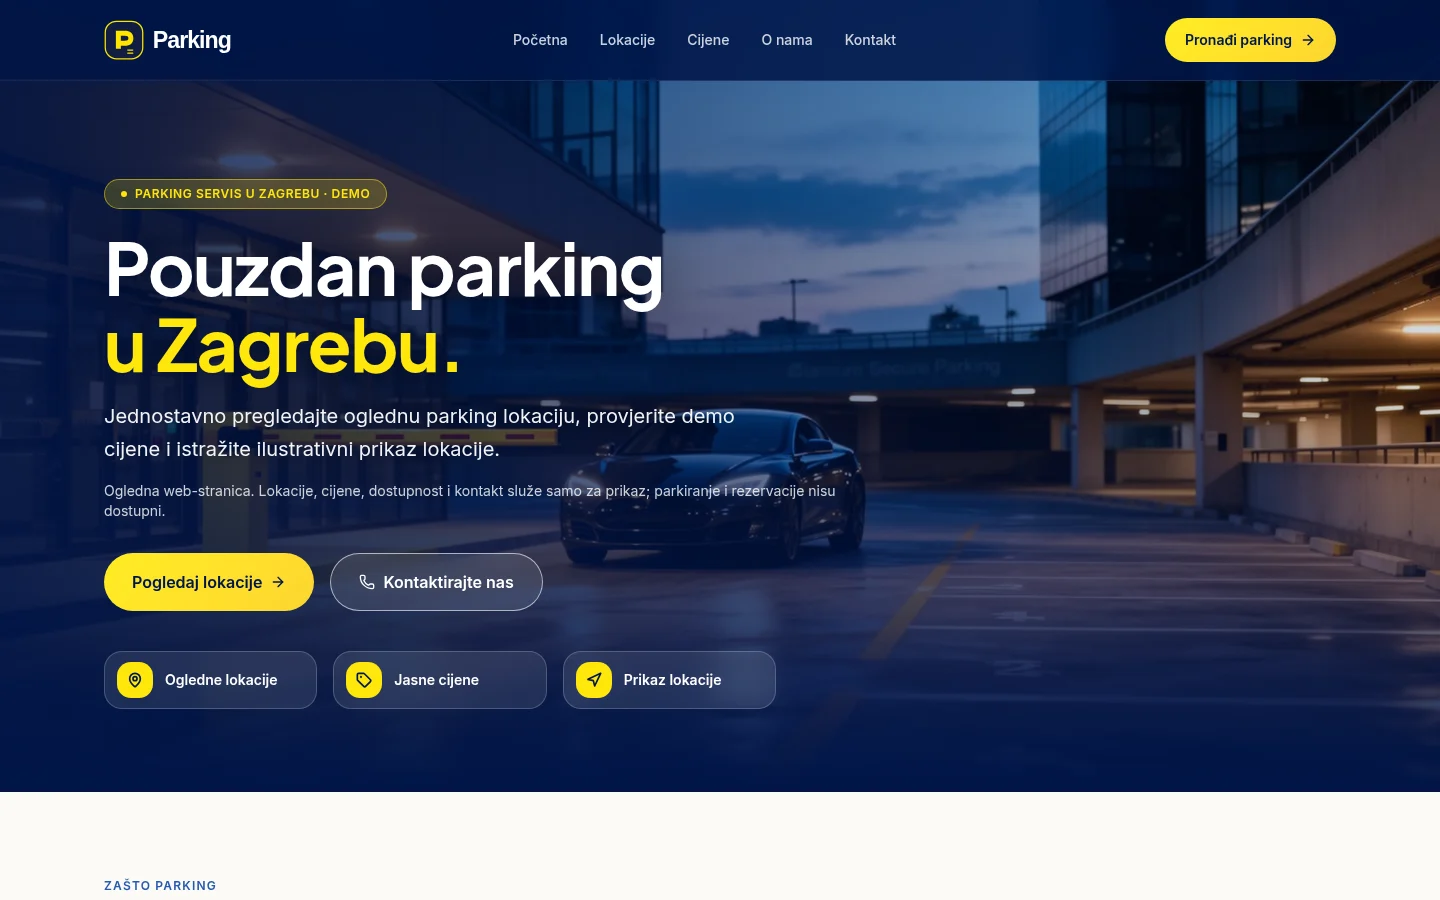 P Parking
Početna
Lokacije
Cijene
O nama
Kontakt
Pronađi parking
PARKING SERVIS U ZAGREBU · DEMO
Pouzdan parking
u Zagrebu.
Jednostavno pregledajte oglednu parking lokaciju, provjerite demo
cijene i istražite ilustrativni prikaz lokacije.
Ogledna web-stranica. Lokacije, cijene, dostupnost i kontakt služe samo za prikaz; parkiranje i rezervacije nisu
dostupni.
Pogledaj lokacije
Kontaktirajte nas
Ogledne lokacije
Jasne cijene
Prikaz lokacije
ZAŠTO PARKING